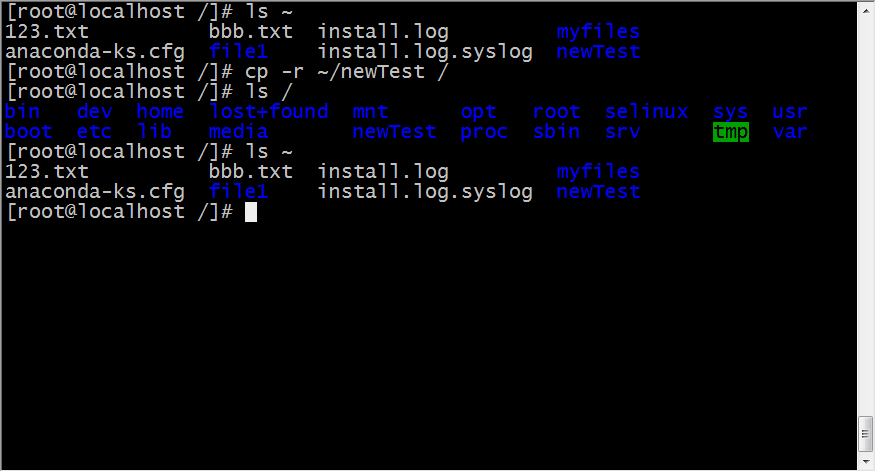 [root@localhost /]# ls ~
123.txt          bbb.txt  install.log         myfiles
anaconda-ks.cfg  file1    install.log.syslog  newTest
[root@localhost /]# cp -r ~/newTest /
[root@localhost /]# ls /
bin   dev  home  lost+found  mnt      opt   root  selinux  sys  usr
boot  etc  lib   media       newTest  proc  sbin  srv      tmp  var
[root@localhost /]# ls ~
123.txt          bbb.txt  install.log         myfiles
anaconda-ks.cfg  file1    install.log.syslog  newTest
[root@localhost /]#